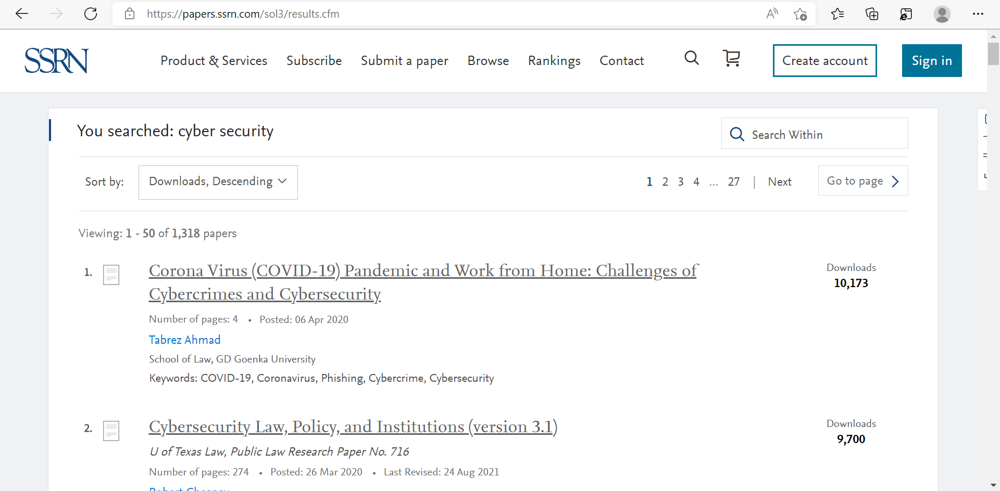 https://papers.ssrn.com/sol3/results.cfm
SSRN
Product & Services
Subscribe
Submit a paper
Browse
Rankings
Contact
Create account
Sign in
You searched: cyber security
Search Within
Sort by:
Downloads, Descending
1 2 3 4 ... 27 | Next
Go to page
Viewing: 1 - 50 of 1,318 papers
1.
Corona Virus (COVID-19) Pandemic and Work from Home: Challenges of
Cybercrimes and Cybersecurity
Downloads
10,173
Number of pages: 4 • Posted: 06 Apr 2020
Tabrez Ahmad
School of Law, GD Goenka University
Keywords: COVID-19, Coronavirus, Phishing, Cybercrime, Cybersecurity
2.
Cybersecurity Law, Policy, and Institutions (version 3.1)
Downloads
9,700
U of Texas Law, Public Law Research Paper No. 716
Number of pages: 274 • Posted: 26 Mar 2020 • Last Revised: 24 Aug 2021
Robert Chesney